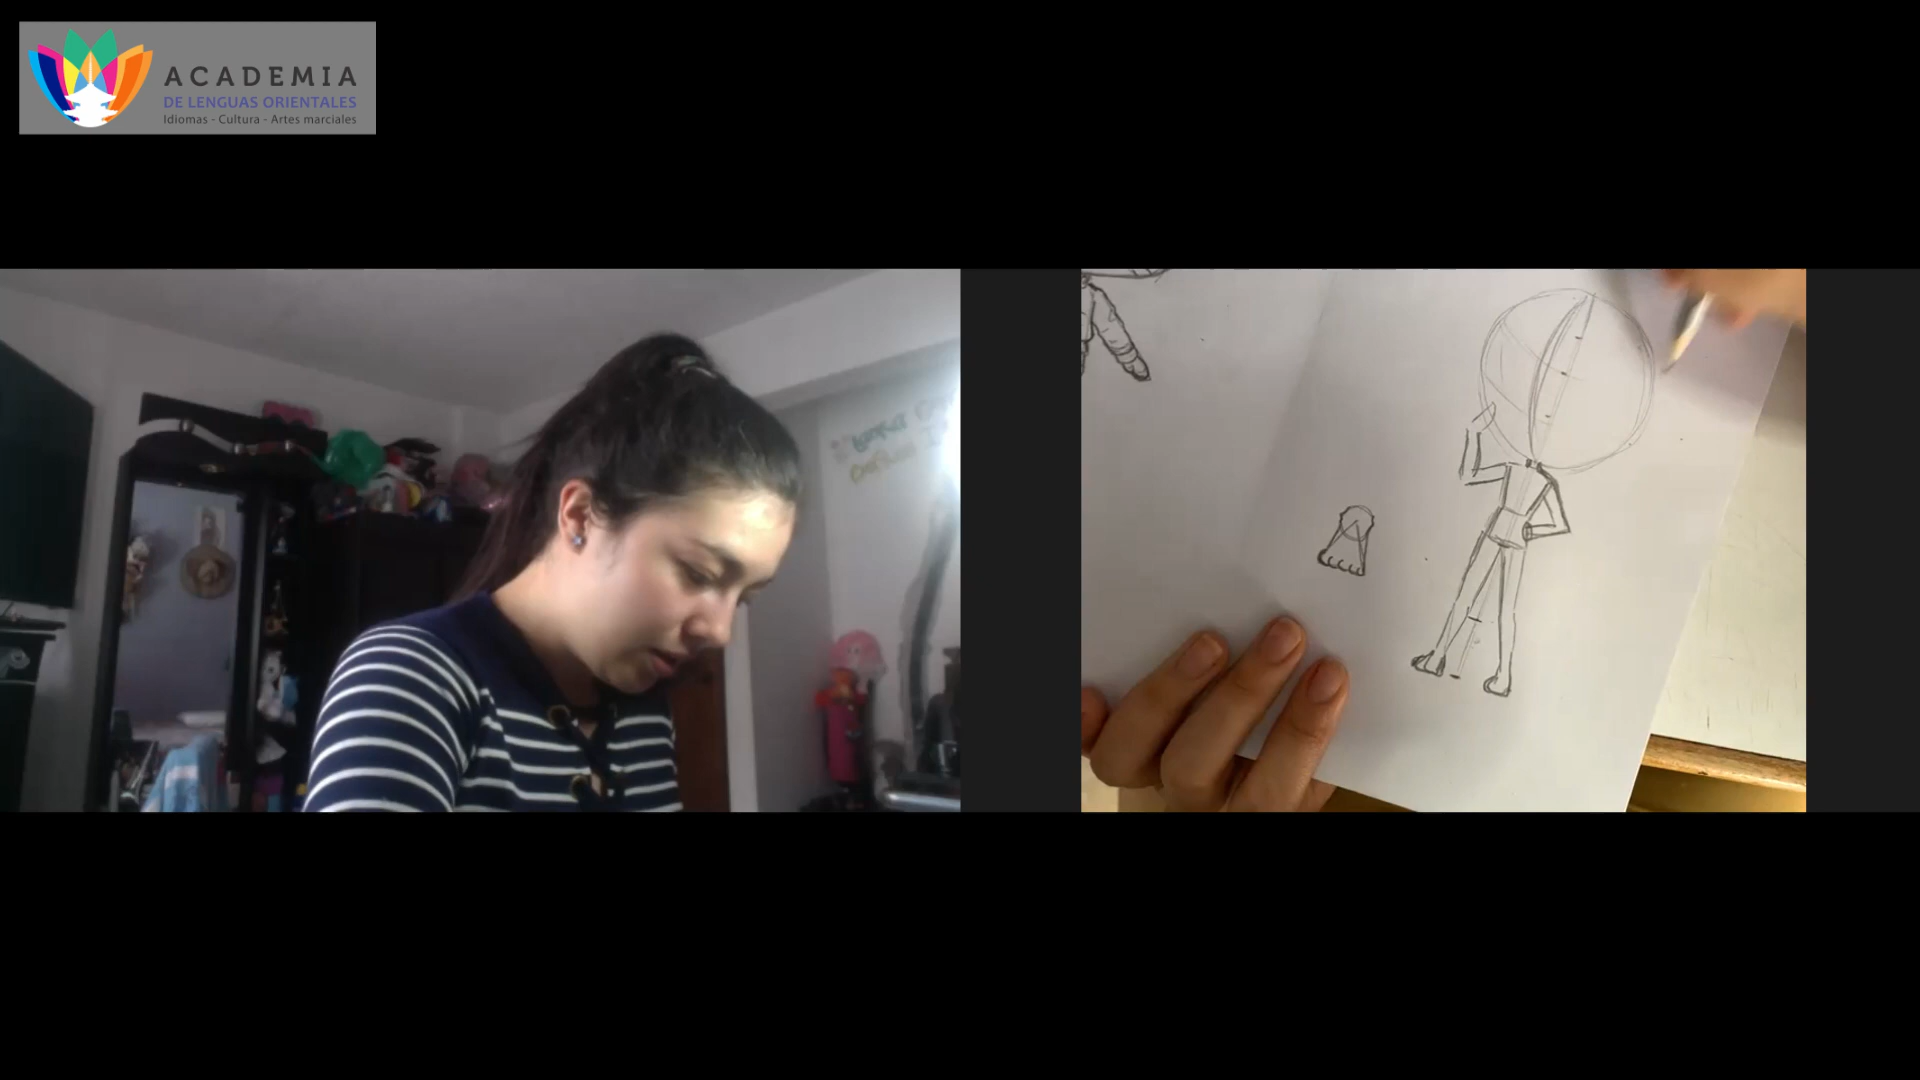 ACADEMIA
DE LENGUAS ORIENTALES
Idiomas - Cultura - Artes marciales